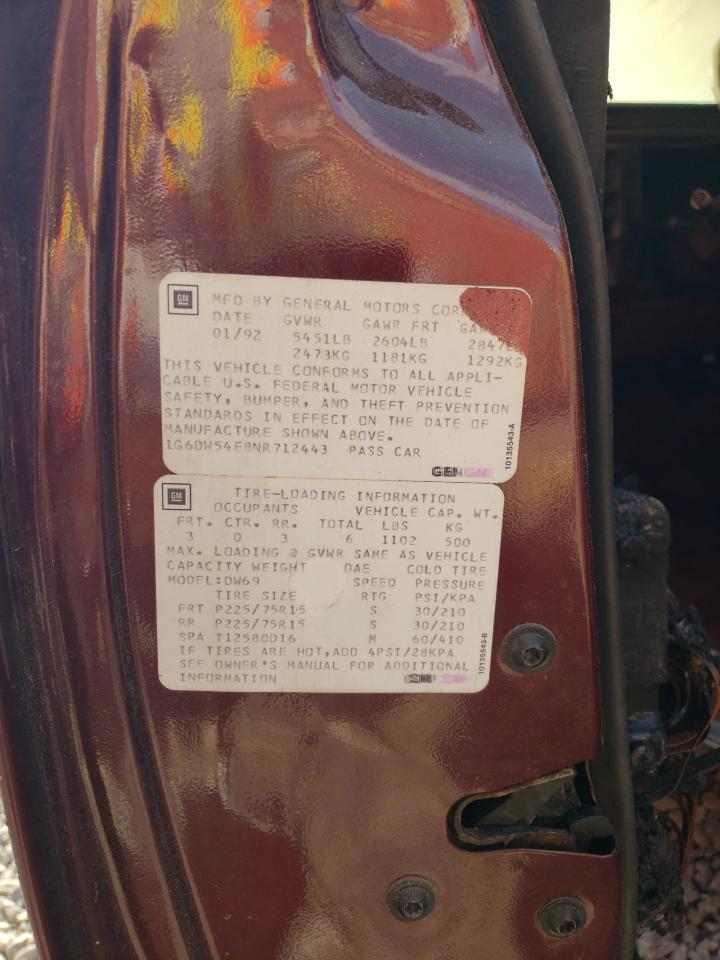 GM
MFD BY GENERAL MOTORS COR
DATE GVWR GAWR FRT
01/92 5451LB 2604LB 2847
2473KG 1181KG 1292KG
THIS VEHICLE CONFORMS TO ALL APPLI-
CABLE U.S. FEDERAL MOTOR VEHICLE
SAFETY, BUMPER, AND THEFT PREVENTION
STANDARDS IN EFFECT ON THE DATE OF
MANUFACTURE SHOWN ABOVE.
1G6DW54E8NR712443 PASS CAR
10135543-A
GM
TIRE-LOADING INFORMATION
OCCUPANTS VEHICLE CAP. WT.
FRT. CTR. RR. TOTAL LBS KG
3 0 3 6 1102 500
MAX. LOADING @ GVWR SAME AS VEHICLE
CAPACITY WEIGHT DAE COLD TIRE
MODEL:DW69 SPEED PRESSURE
TIRE SIZE RTG PSI/KPA
FRT P225/75R15 S 30/210
RR P225/75R15 S 30/210
SPA T12580D16 M 60/410
IF TIRES ARE HOT,ADD 4PSI/28KPA
SEE OWNER'S MANUAL FOR ADDITIONAL
INFORMATION
10135543-B